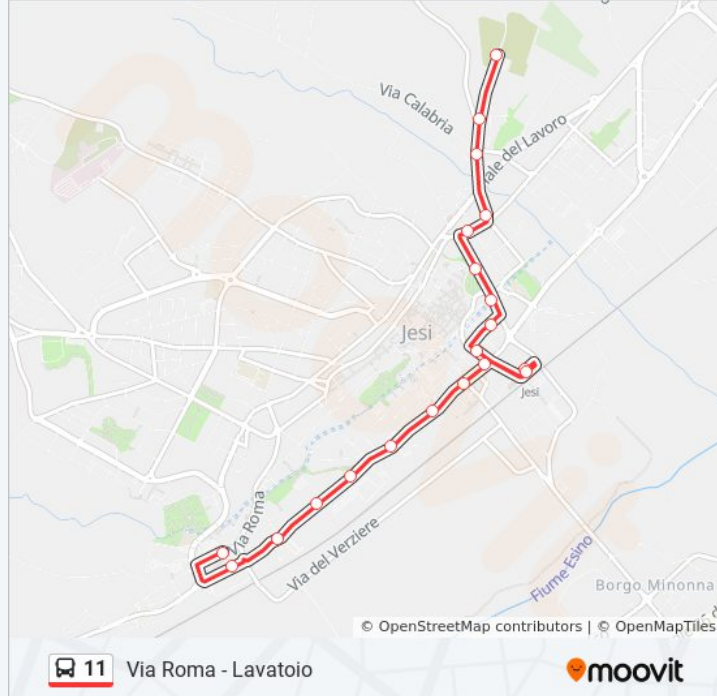 Via Calabria
iale del Lavoro
Jesi
Jesi
Via Roma
Via del Verziere
Fiume Esino
Borgo Minonna
© OpenStreetMap contributors | © OpenMapTiles
11 Via Roma - Lavatoio
moovit